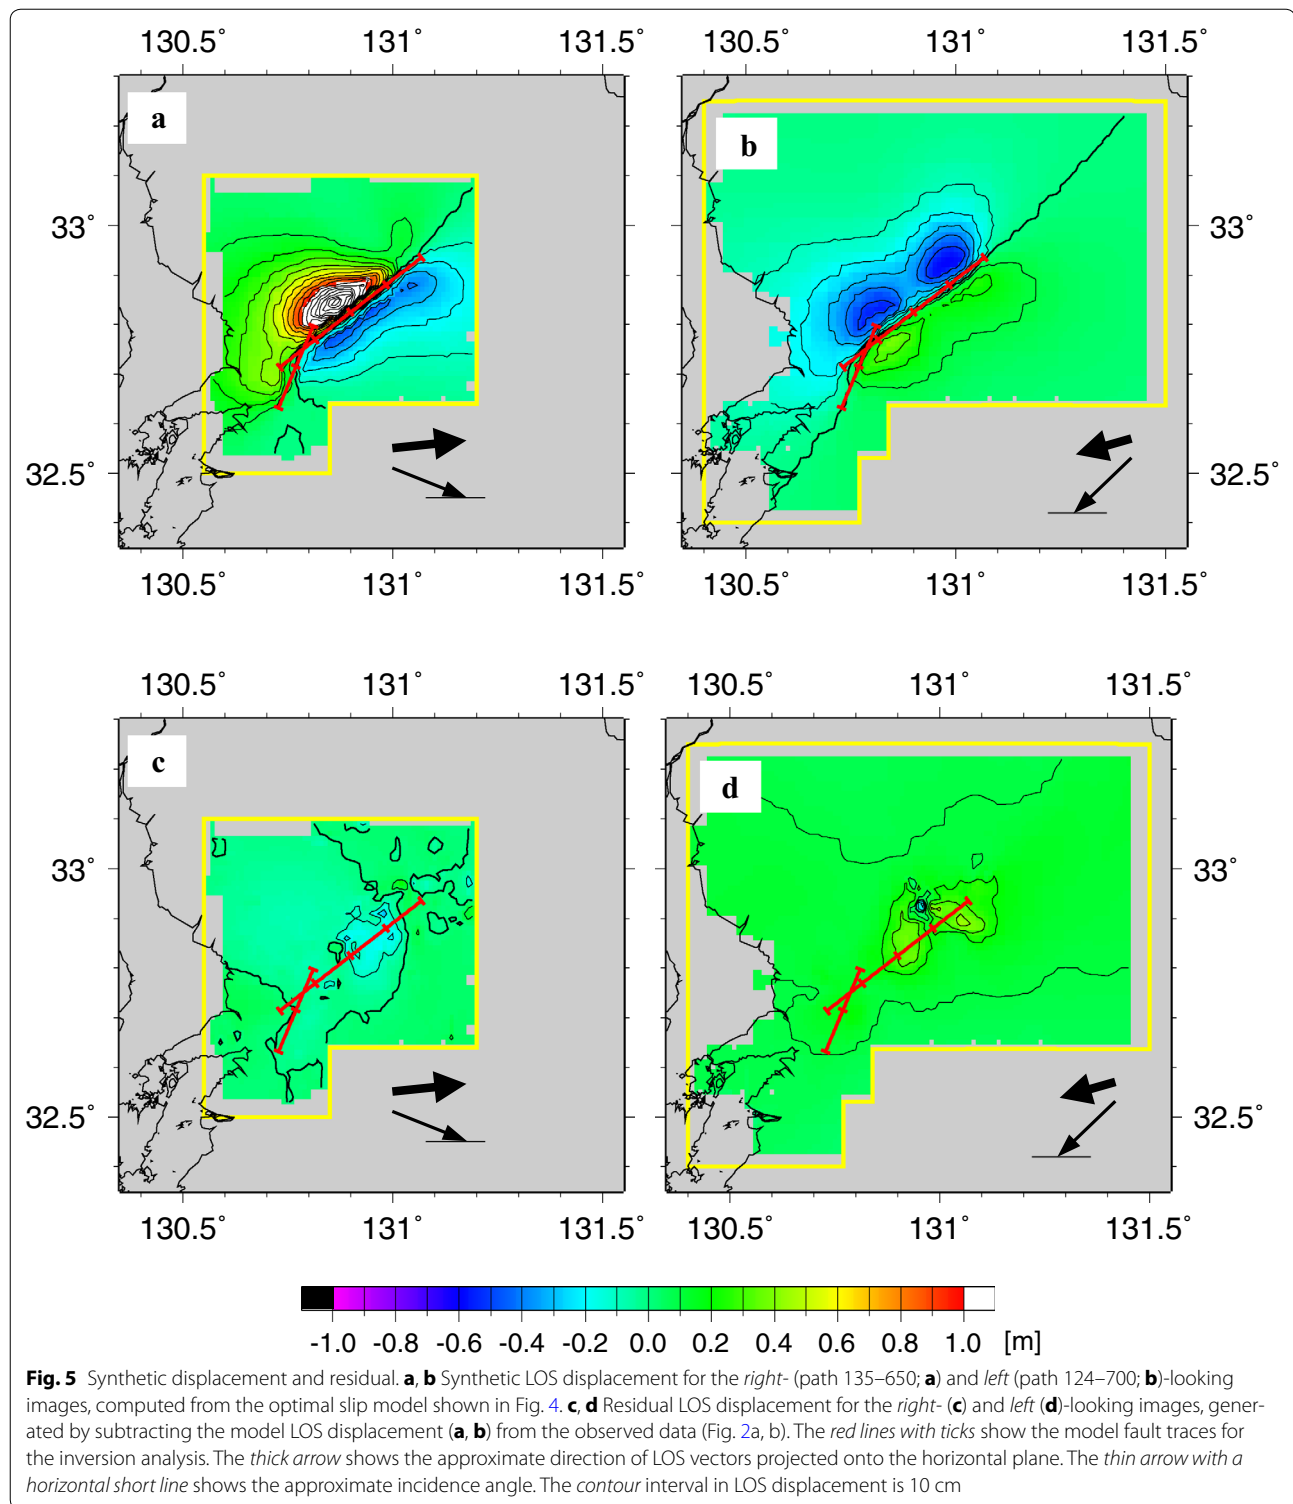 130.5˚ 131˚ 131.5˚ 130.5˚ 131˚ 131.5˚
a
b
33˚ 33˚
32.5˚ 32.5˚
130.5˚ 131˚ 131.5˚ 130.5˚ 131˚ 131.5˚
130.5˚ 131˚ 131.5˚ 130.5˚ 131˚ 131.5˚
c
d
33˚ 33˚
32.5˚ 32.5˚
130.5˚ 131˚ 131.5˚ 130.5˚ 131˚ 131.5˚
-1.0 -0.8 -0.6 -0.4 -0.2 0.0 0.2 0.4 0.6 0.8 1.0 [m]
Fig. 5 Synthetic displacement and residual. a, b Synthetic LOS displacement for the right- (path 135–650; a) and left (path 124–700; b)-looking
images, computed from the optimal slip model shown in Fig. 4. c, d Residual LOS displacement for the right- (c) and left (d)-looking images, gener-
ated by subtracting the model LOS displacement (a, b) from the observed data (Fig. 2a, b). The red lines with ticks show the model fault traces for
the inversion analysis. The thick arrow shows the approximate direction of LOS vectors projected onto the horizontal plane. The thin arrow with a
horizontal short line shows the approximate incidence angle. The contour interval in LOS displacement is 10 cm